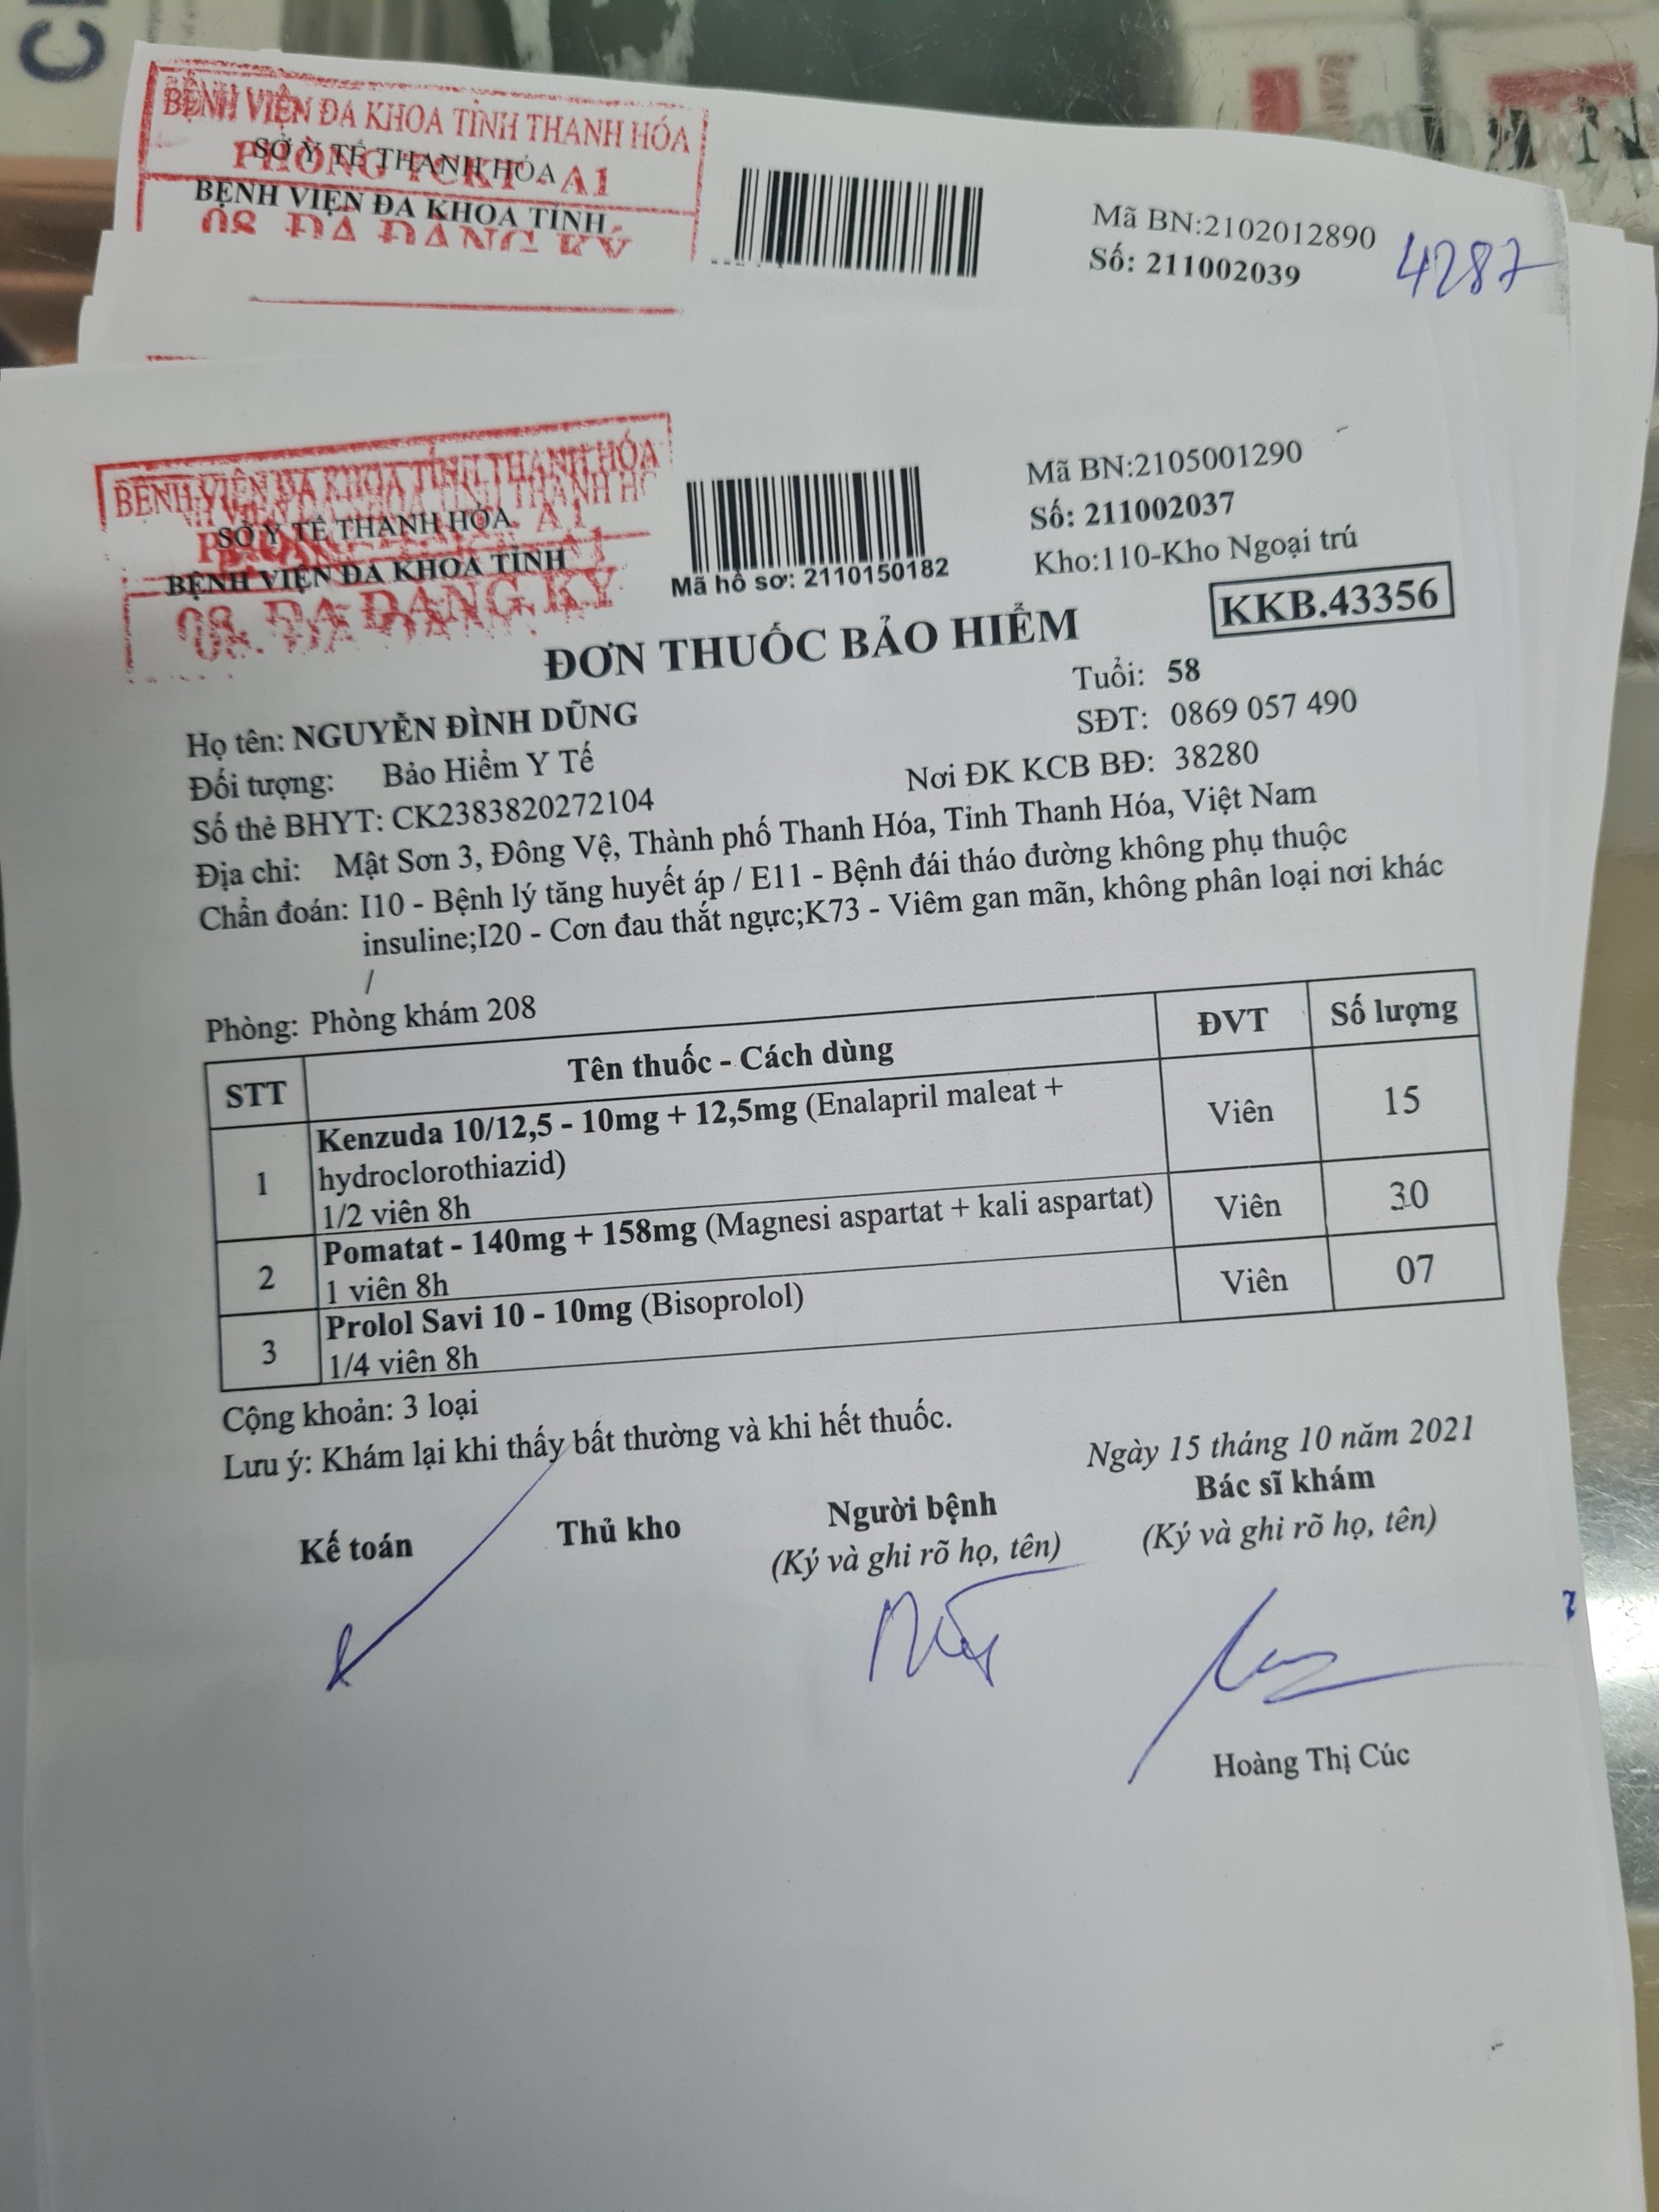 BỆNH VIỆN ĐA KHOA TỈNH THANH HÓA
PHÒNG TCKT - A1
SỞ Y TẾ THANH HÓA
BỆNH VIỆN ĐA KHOA TỈNH
08. ĐÃ ĐĂNG KÝ
Mã BN:2102012890
Số: 211002039
4287
BỆNH VIỆN ĐA KHOA TỈNH THANH HÓA
SỞ Y TẾ THANH HÓA
A1
BỆNH VIỆN ĐA KHOA TỈNH
08. ĐÃ ĐĂNG KÝ
Mã hồ sơ: 2110150182
Mã BN:2105001290
Số: 211002037
Kho:110-Kho Ngoại trú
KKB.43356
ĐƠN THUỐC BẢO HIỂM
Họ tên: NGUYỄN ĐÌNH DŨNG Tuổi: 58
Đối tượng: Bảo Hiểm Y Tế SĐT: 0869 057 490
Số thẻ BHYT: CK2383820272104 Nơi ĐK KCB BĐ: 38280
Địa chỉ: Mật Sơn 3, Đông Vệ, Thành phố Thanh Hóa, Tỉnh Thanh Hóa, Việt Nam
Chẩn đoán: I10 - Bệnh lý tăng huyết áp / E11 - Bệnh đái tháo đường không phụ thuộc
insuline;I20 - Cơn đau thắt ngực;K73 - Viêm gan mãn, không phân loại nơi khác
/
Phòng: Phòng khám 208
STT Tên thuốc - Cách dùng ĐVT Số lượng
1 Kenzuda 10/12,5 - 10mg + 12,5mg (Enalapril maleat + Viên 15
hydroclorothiazid)
1/2 viên 8h
2 Pomatat - 140mg + 158mg (Magnesi aspartat + kali aspartat) Viên 30
1 viên 8h
3 Prolol Savi 10 - 10mg (Bisoprolol) Viên 07
1/4 viên 8h
Cộng khoản: 3 loại
Lưu ý: Khám lại khi thấy bất thường và khi hết thuốc.
Ngày 15 tháng 10 năm 2021
Kế toán Thủ kho Người bệnh Bác sĩ khám
(Ký và ghi rõ họ, tên) (Ký và ghi rõ họ, tên)
Hoàng Thị Cúc